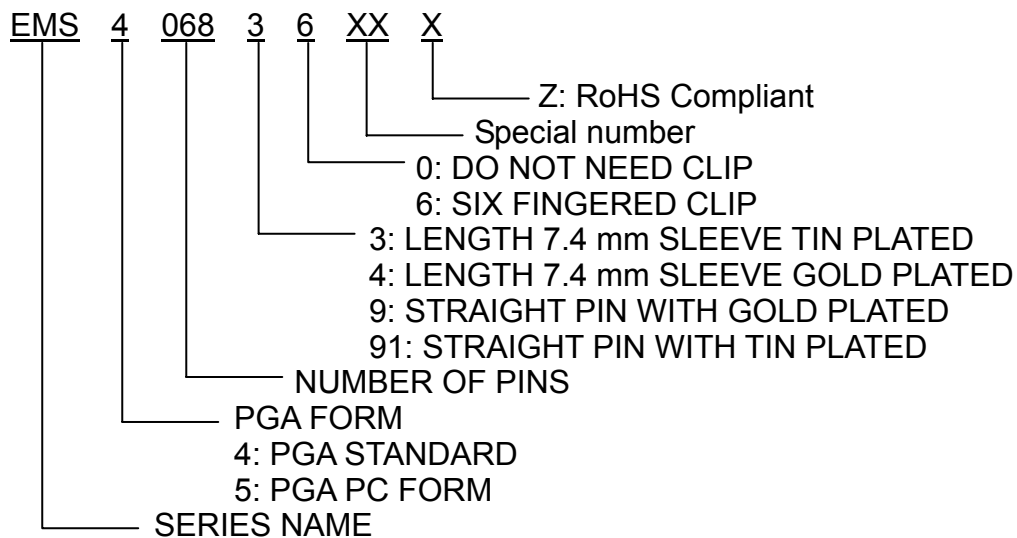 EMS 4 068 3 6 XX X
Z: RoHS Compliant
Special number
0: DO NOT NEED CLIP
6: SIX FINGERED CLIP
3: LENGTH 7.4 mm SLEEVE TIN PLATED
4: LENGTH 7.4 mm SLEEVE GOLD PLATED
9: STRAIGHT PIN WITH GOLD PLATED
91: STRAIGHT PIN WITH TIN PLATED
NUMBER OF PINS
PGA FORM
4: PGA STANDARD
5: PGA PC FORM
SERIES NAME